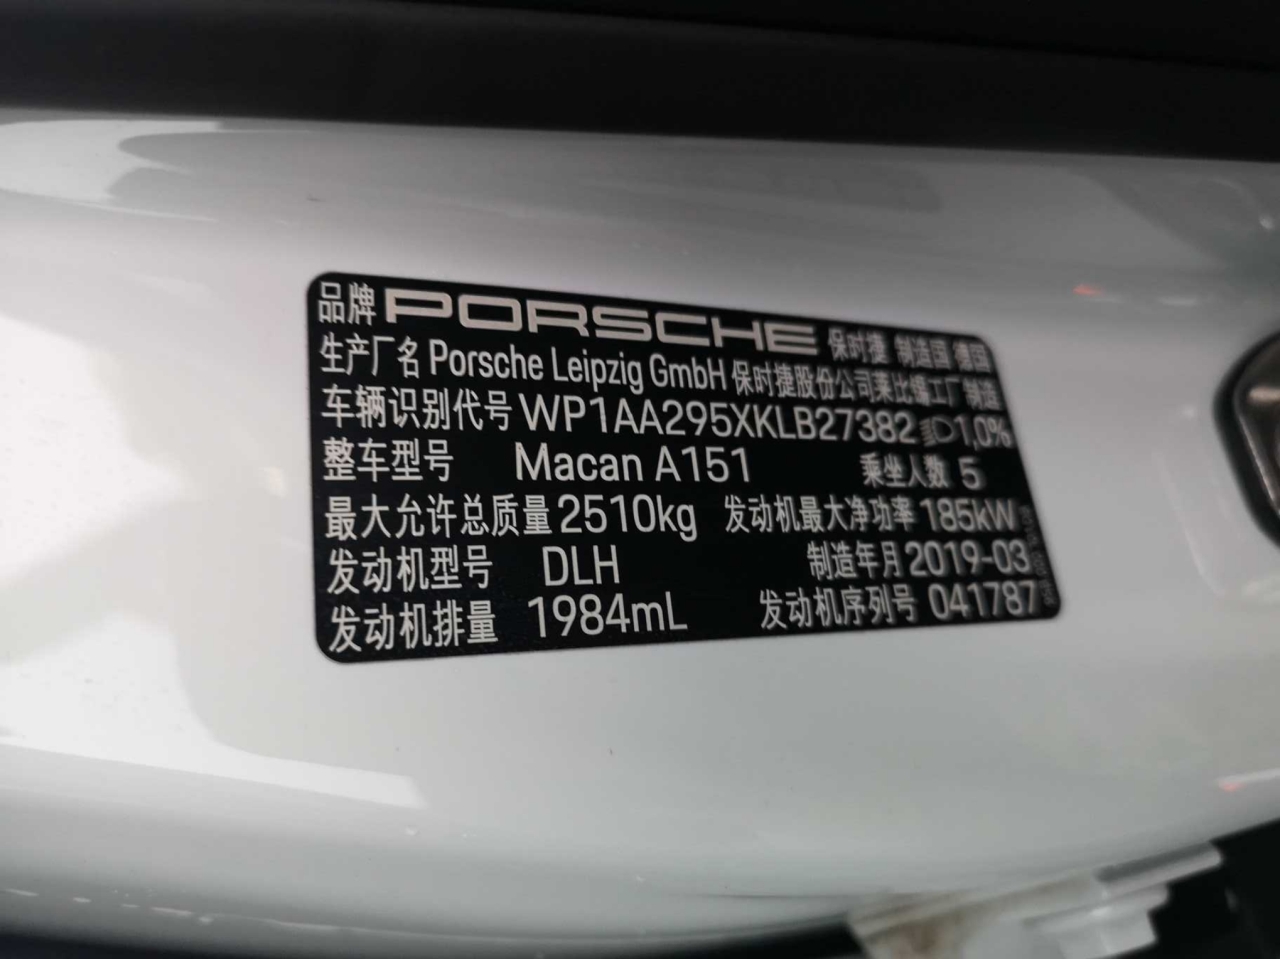 品牌 PORSCHE 保时捷 制造国 德国
生产厂名 Porsche Leipzig GmbH 保时捷股份公司莱比锡工厂制造
车辆识别代号 WP1AA295XKLB27382 1,0%
整车型号 Macan A151 乘坐人数 5
最大允许总质量 2510kg 发动机最大净功率 185kW
发动机型号 DLH 制造年月 2019-03
发动机排量 1984mL 发动机序列号 041787